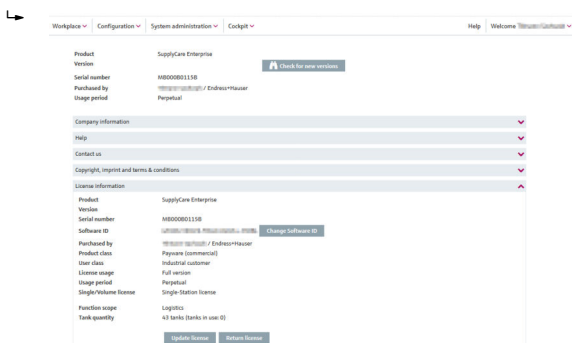 Workplace Configuration System administration Cockpit Help Welcome
Product SupplyCare Enterprise
Version Check for new versions
Serial number MB000B0115B
Purchased by / Endress+Hauser
Usage period Perpetual
Company information
Help
Contact us
Copyright, imprint and terms & conditions
License information
Product SupplyCare Enterprise
Version
Serial number MB000B0115B
Software ID Change Software ID
Purchased by / Endress+Hauser
Product class Payware (commercial)
User class Industrial customer
License usage Full version
Usage period Perpetual
Single/Volume license Single-Station license
Function scope Logistics
Tank quantity 43 tanks (tanks in use: 0)
Update license Return license